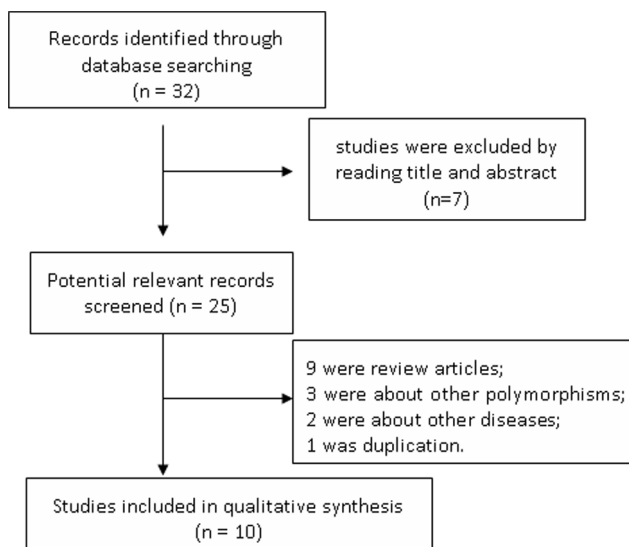 Records identified through
database searching
(n = 32)
studies were excluded by
reading title and abstract
(n=7)
Potential relevant records
screened (n = 25)
9 were review articles;
3 were about other polymorphisms;
2 were about other diseases;
1 was duplication.
Studies included in qualitative synthesis
(n = 10)